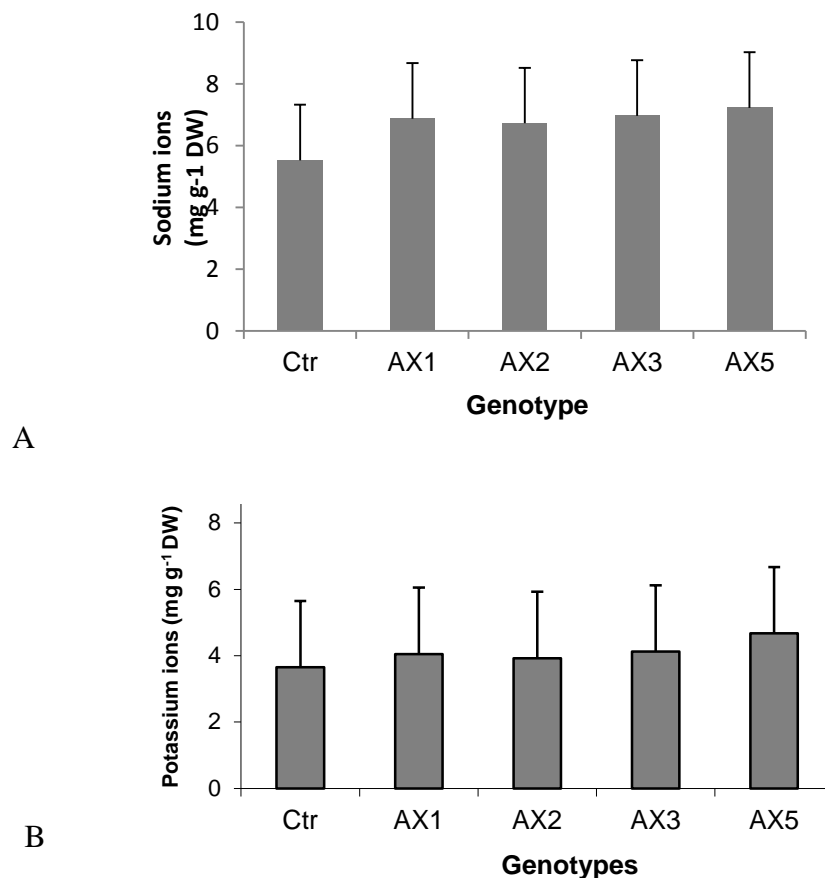 10
8
6
4
2
0
Sodium ions
(mg g-1 DW)
Ctr AX1 AX2 AX3 AX5
Genotype
A
8
6
4
2
0
Potassium ions (mg g⁻¹ DW)
Ctr AX1 AX2 AX3 AX5
Genotypes
B